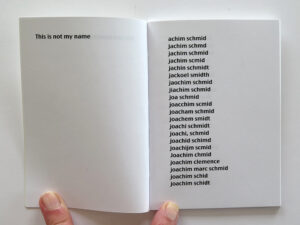 This is not my name
achim schmid
jachim schmd
jachim schmid
jachim scmid
jachin schmidt
jackoel smidth
jaochim schmid
jiachim schmid
joa schmid
joacchim scmid
joacham schmid
joachem smidt
joachi schmidt
joachi, schmid
joachid schimd
joachijm scmid
Joachim chmid
joachim clemence
joachim marc schmid
joachim schid
joachim schidt